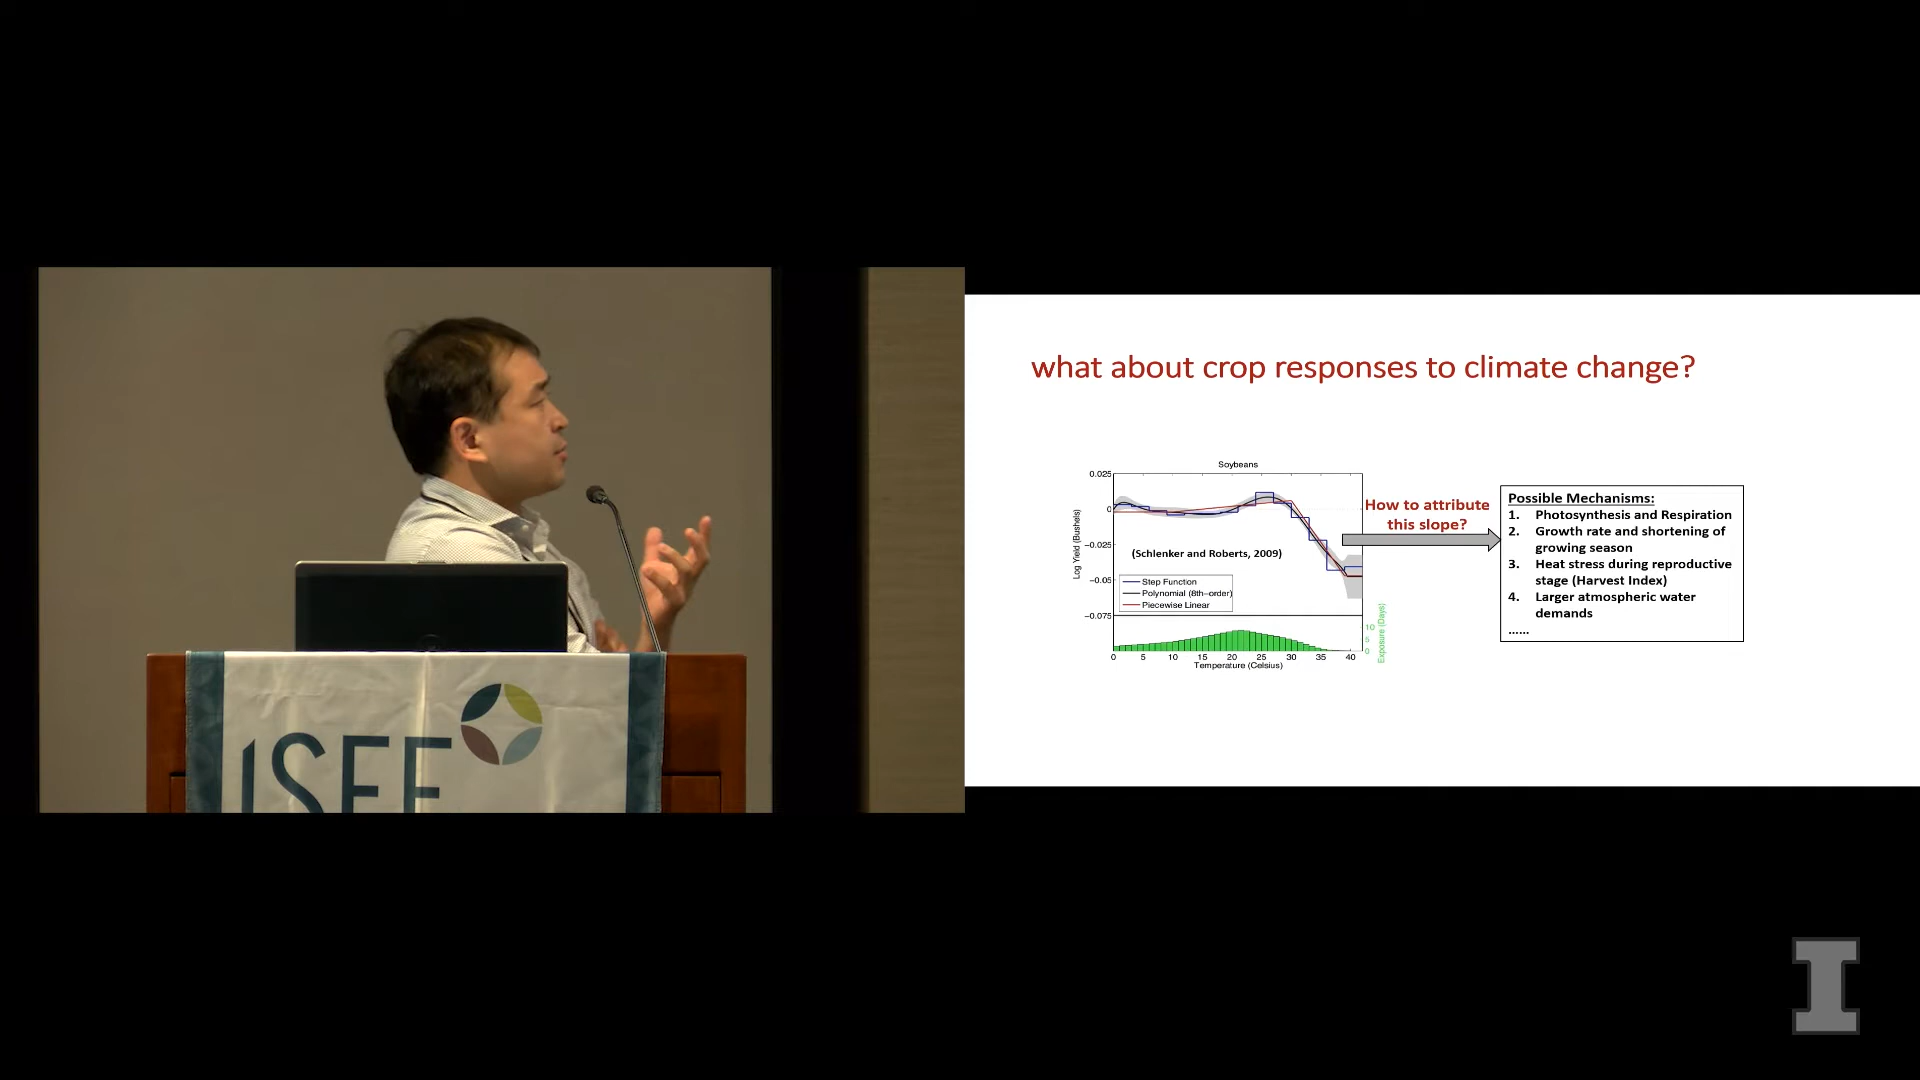 what about crop responses to climate change?
Soybeans
0.025
0
−0.025
−0.05
−0.075
Log Yield (Bushels)
(Schlenker and Roberts, 2009)
Step Function
Polynomial (8th−order)
Piecewise Linear
10
5
0
Exposure (Days)
0 5 10 15 20 25 30 35 40
Temperature (Celsius)
How to attribute
this slope?
Possible Mechanisms:
1. Photosynthesis and Respiration
2. Growth rate and shortening of
growing season
3. Heat stress during reproductive
stage (Harvest Index)
4. Larger atmospheric water
demands
......
I